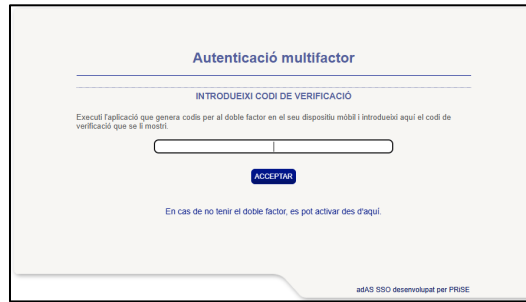 Autenticació multifactor
INTRODUEIXI CODI DE VERIFICACIÓ
Executi l'aplicació que genera codis per al doble factor en el seu dispositiu mòbil i introdueixi aquí el codi de
verificació que se li mostri.
ACCEPTAR
En cas de no tenir el doble factor, es pot activar des d'aquí.
adAS SSO desenvolupat per PRiSE